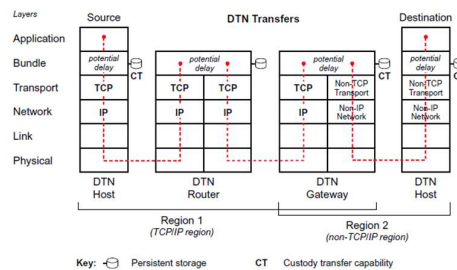 Layers
Source
DTN Transfers
Destination
Application
Bundle
potential delay
CT
potential delay
potential delay
CT
potential delay
CT
Transport
TCP
TCP
TCP
TCP
Non-TCP Transport
Non-TCP Transport
Network
IP
IP
IP
IP
Non-IP Network
Non-IP Network
Link
Physical
DTN Host
DTN Router
DTN Gateway
DTN Host
Region 1
(TCP/IP region)
Region 2
(non-TCP/IP region)
Key: Persistent storage CT Custody transfer capability